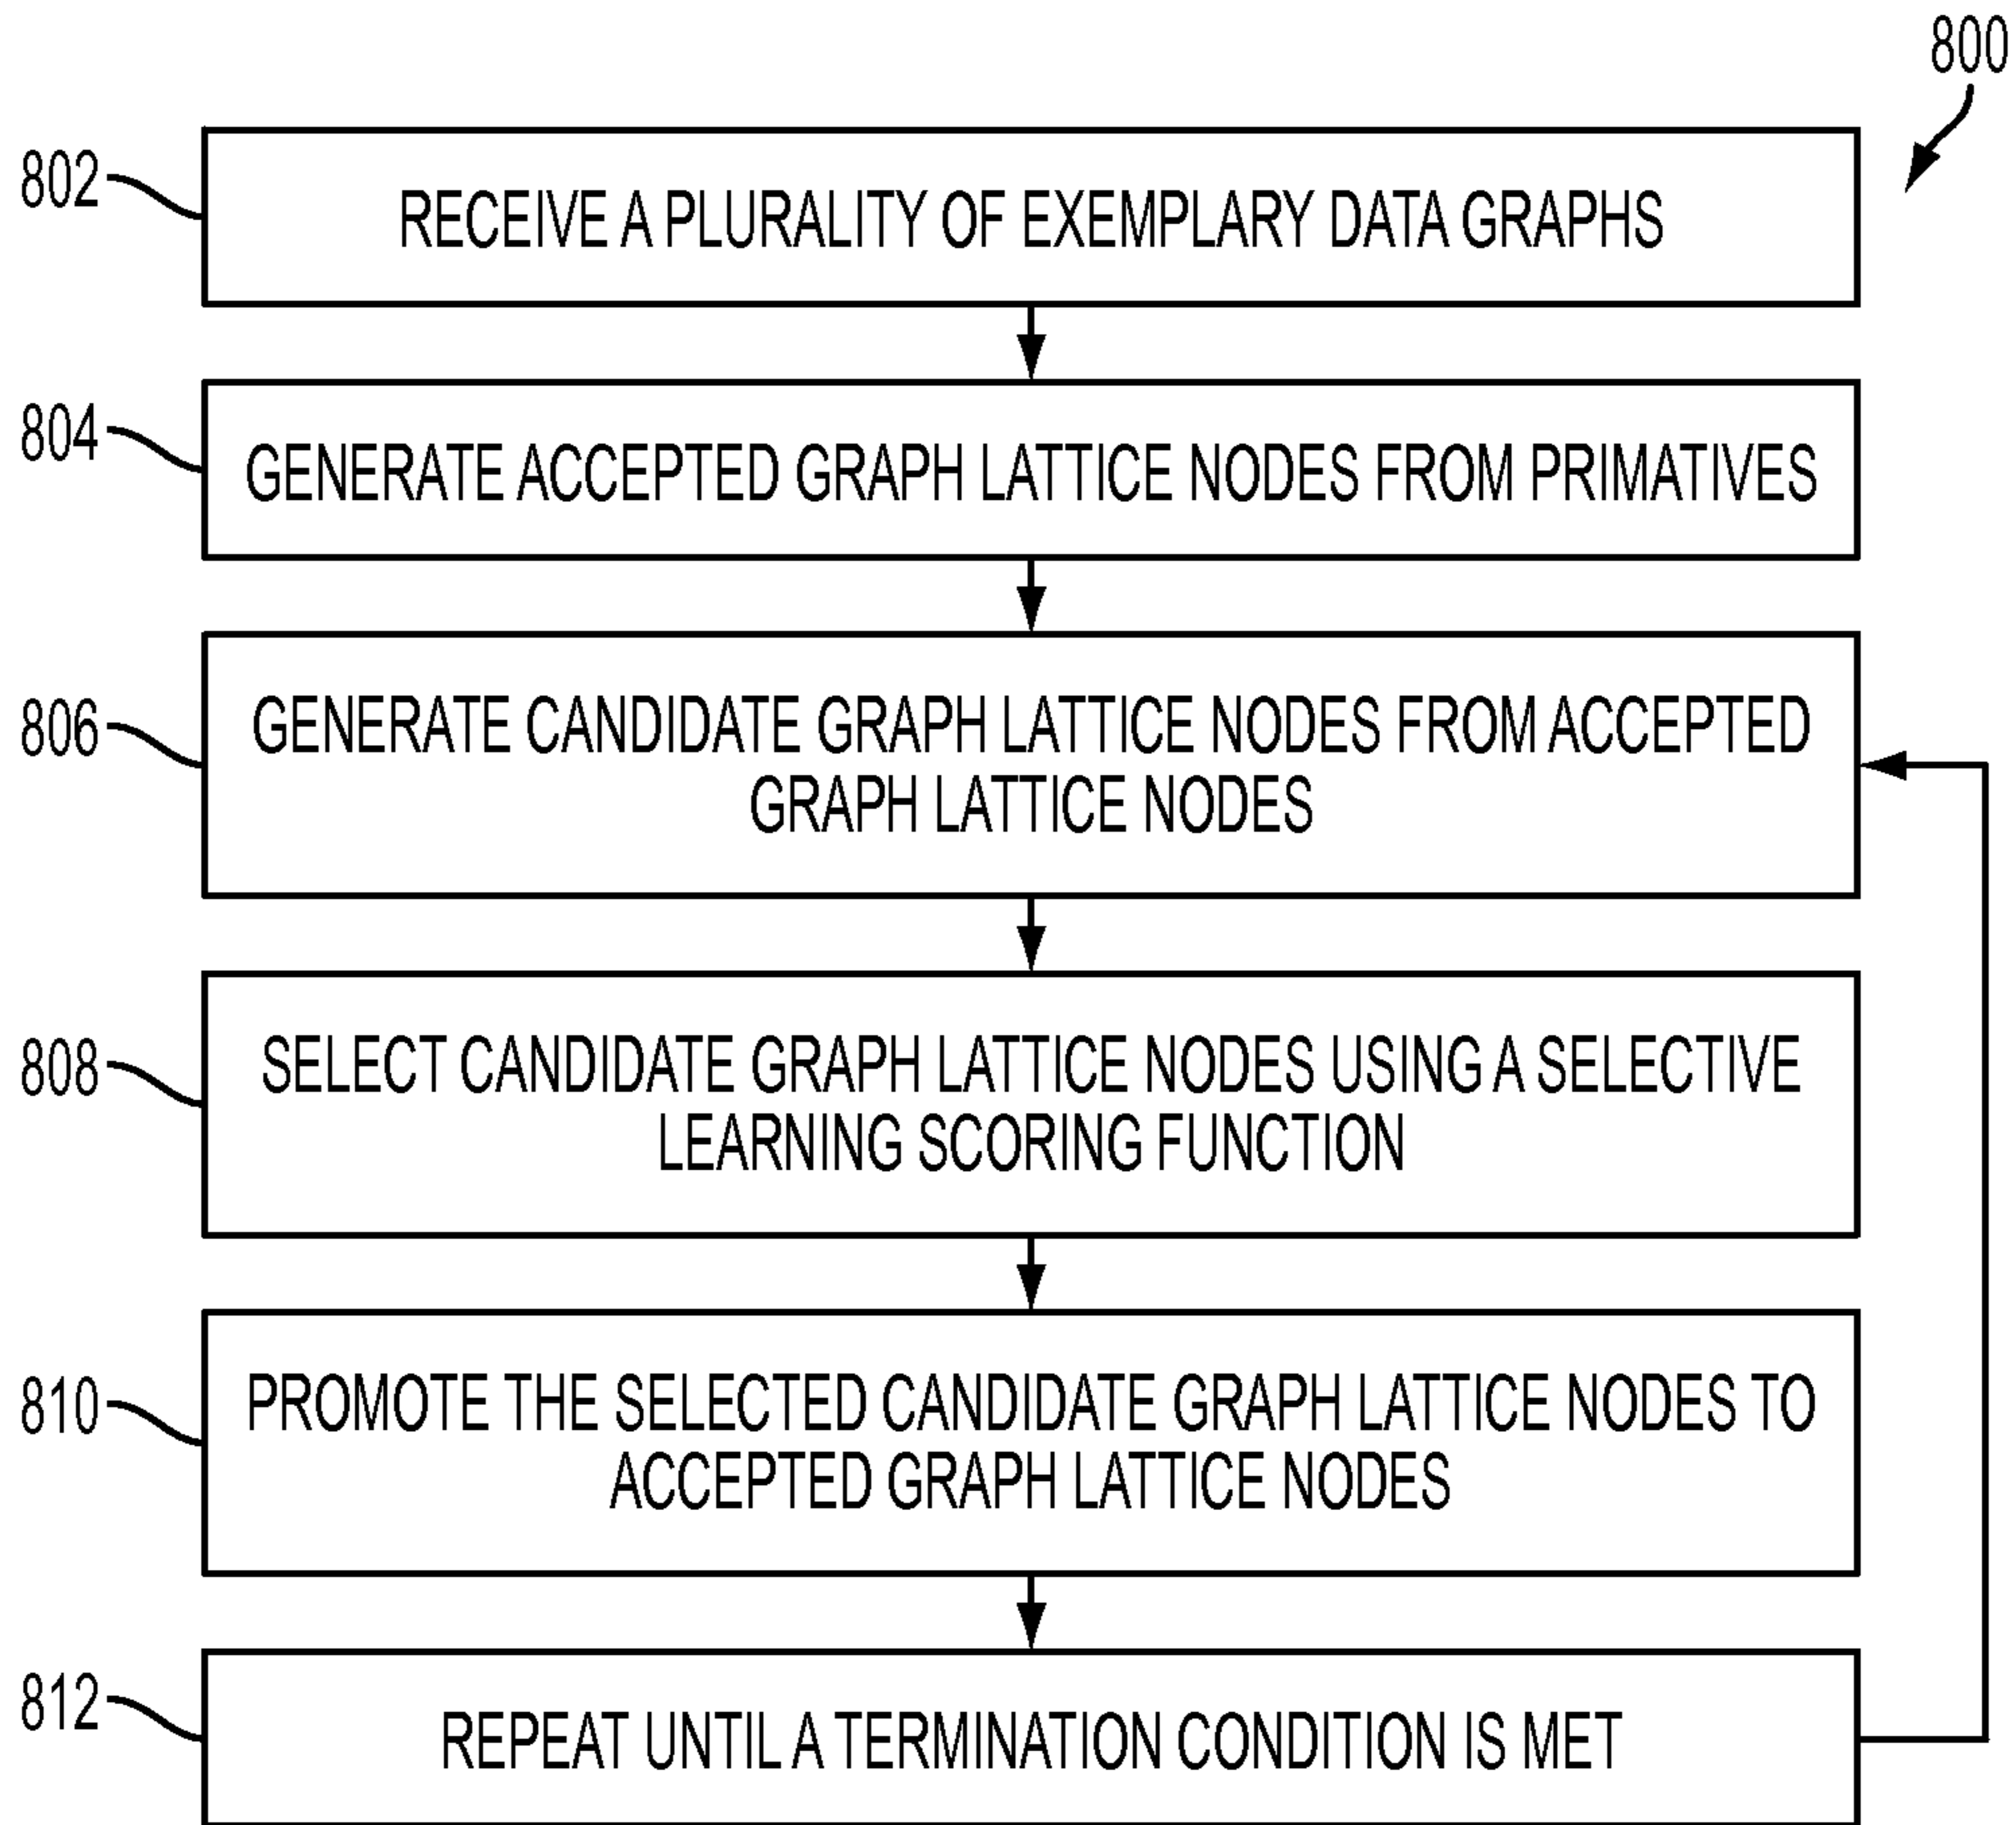 800
802
RECEIVE A PLURALITY OF EXEMPLARY DATA GRAPHS
804
GENERATE ACCEPTED GRAPH LATTICE NODES FROM PRIMATIVES
806
GENERATE CANDIDATE GRAPH LATTICE NODES FROM ACCEPTED
GRAPH LATTICE NODES
808
SELECT CANDIDATE GRAPH LATTICE NODES USING A SELECTIVE
LEARNING SCORING FUNCTION
810
PROMOTE THE SELECTED CANDIDATE GRAPH LATTICE NODES TO
ACCEPTED GRAPH LATTICE NODES
812
REPEAT UNTIL A TERMINATION CONDITION IS MET